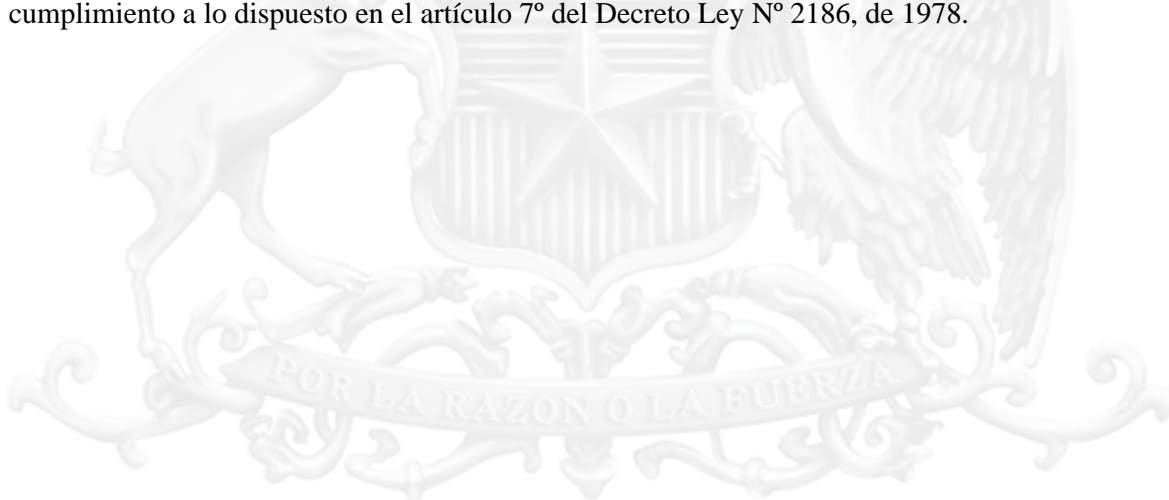 cumplimiento a lo dispuesto en el artículo 7º del Decreto Ley Nº 2186, de 1978.
POR LA RAZON O LA FUERZA